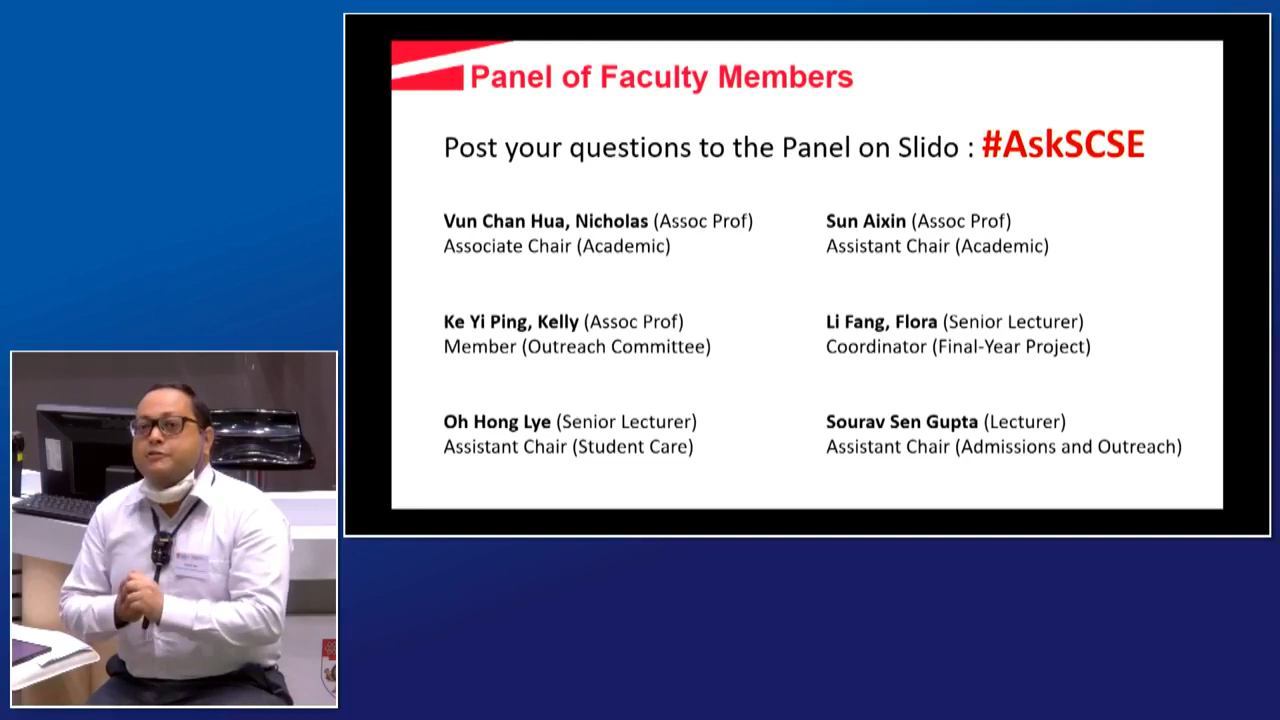 Panel of Faculty Members
Post your questions to the Panel on Slido : #AskSCSE
Vun Chan Hua, Nicholas (Assoc Prof)
Associate Chair (Academic)
Sun Aixin (Assoc Prof)
Assistant Chair (Academic)
Ke Yi Ping, Kelly (Assoc Prof)
Member (Outreach Committee)
Li Fang, Flora (Senior Lecturer)
Coordinator (Final-Year Project)
Oh Hong Lye (Senior Lecturer)
Assistant Chair (Student Care)
Sourav Sen Gupta (Lecturer)
Assistant Chair (Admissions and Outreach)